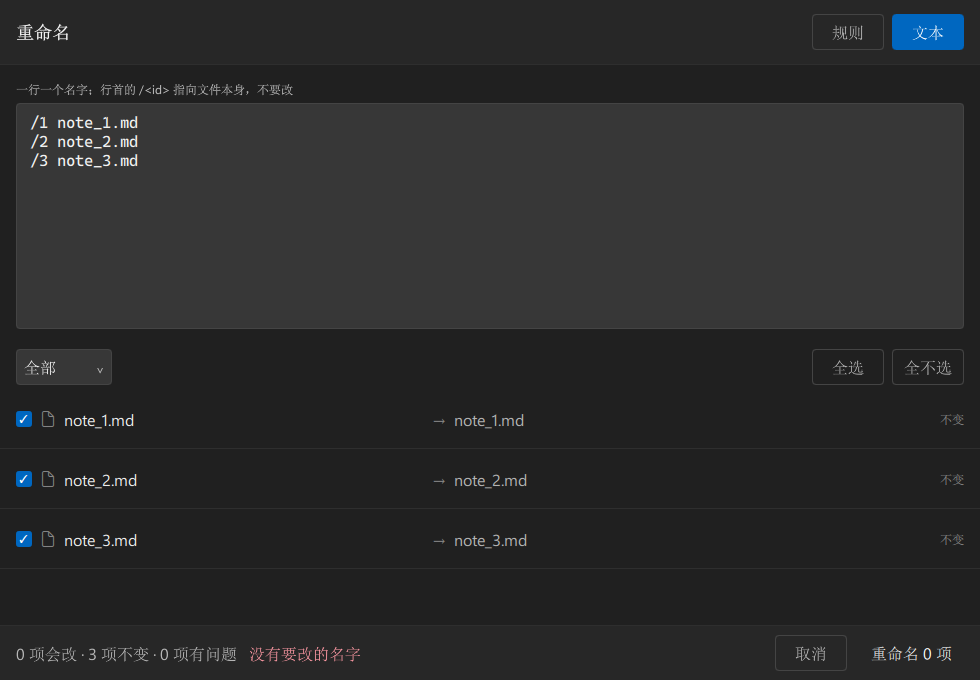 重命名
规则
文本
一行一个名字；行首的 /<id> 指向文件本身，不要改
/1 note_1.md
/2 note_2.md
/3 note_3.md
全部
全选
全不选
note_1.md → note_1.md 不变
note_2.md → note_2.md 不变
note_3.md → note_3.md 不变
0 项会改 · 3 项不变 · 0 项有问题 没有要改的名字
取消
重命名 0 项